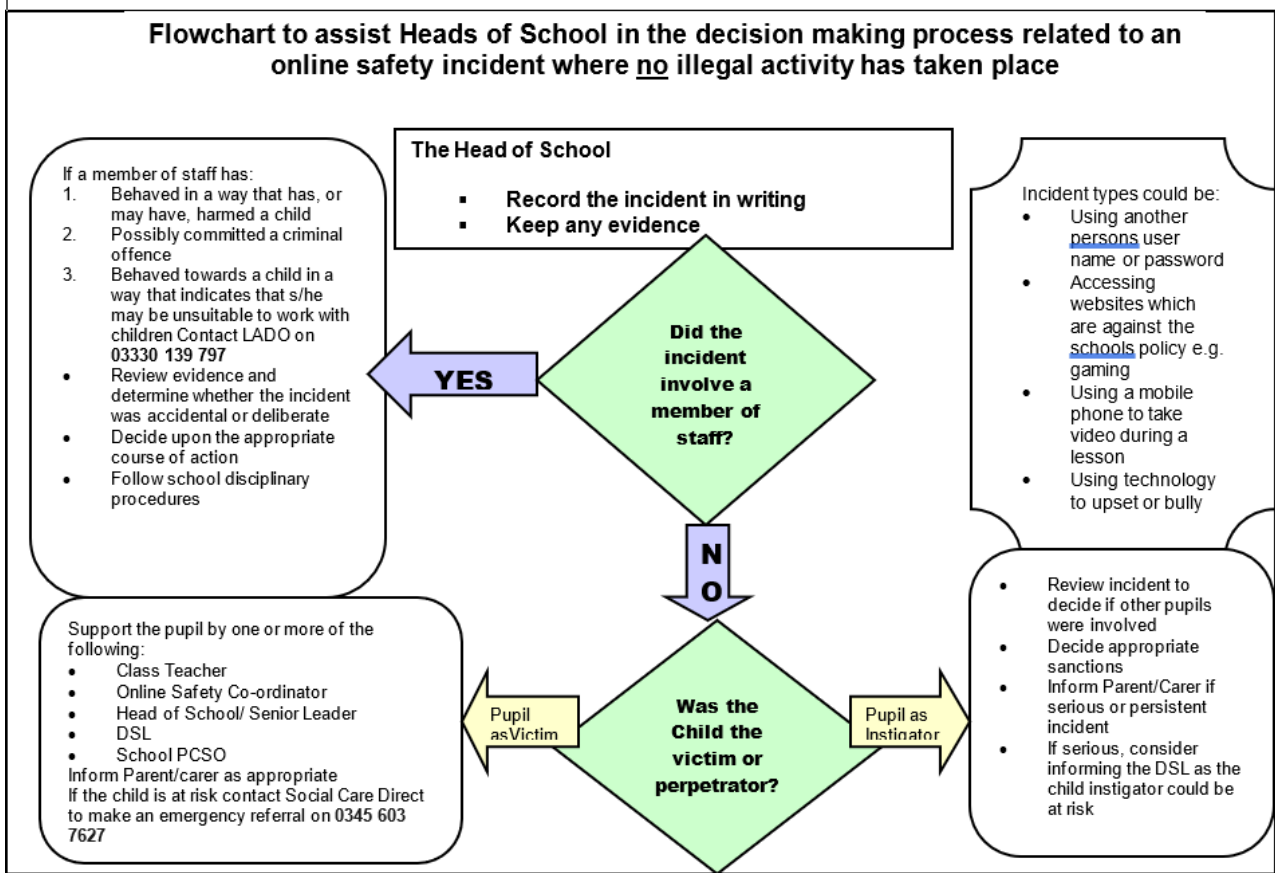 Flowchart to assist Heads of School in the decision making process related to an
online safety incident where no illegal activity has taken place
The Head of School
▪ Record the incident in writing
▪ Keep any evidence
If a member of staff has:
1. Behaved in a way that has, or
may have, harmed a child
2. Possibly committed a criminal
offence
3. Behaved towards a child in a
way that indicates that s/he
may be unsuitable to work with
children Contact LADO on
03330 139 797
• Review evidence and
determine whether the incident
was accidental or deliberate
• Decide upon the appropriate
course of action
• Follow school disciplinary
procedures
YES
Did the
incident
involve a
member of
staff?
Incident types could be:
• Using another
persons user
name or password
• Accessing
websites which
are against the
schools policy e.g.
gaming
• Using a mobile
phone to take
video during a
lesson
• Using technology
to upset or bully
N
O
Support the pupil by one or more of the
following:
• Class Teacher
• Online Safety Co-ordinator
• Head of School/ Senior Leader
• DSL
• School PCSO
Inform Parent/carer as appropriate
If the child is at risk contact Social Care Direct
to make an emergency referral on 0345 603
7627
Pupil
asVictim
Was the
Child the
victim or
perpetrator?
Pupil as
Instigator
• Review incident to
decide if other pupils
were involved
• Decide appropriate
sanctions
• Inform Parent/Carer if
serious or persistent
incident
• If serious, consider
informing the DSL as the
child instigator could be
at risk